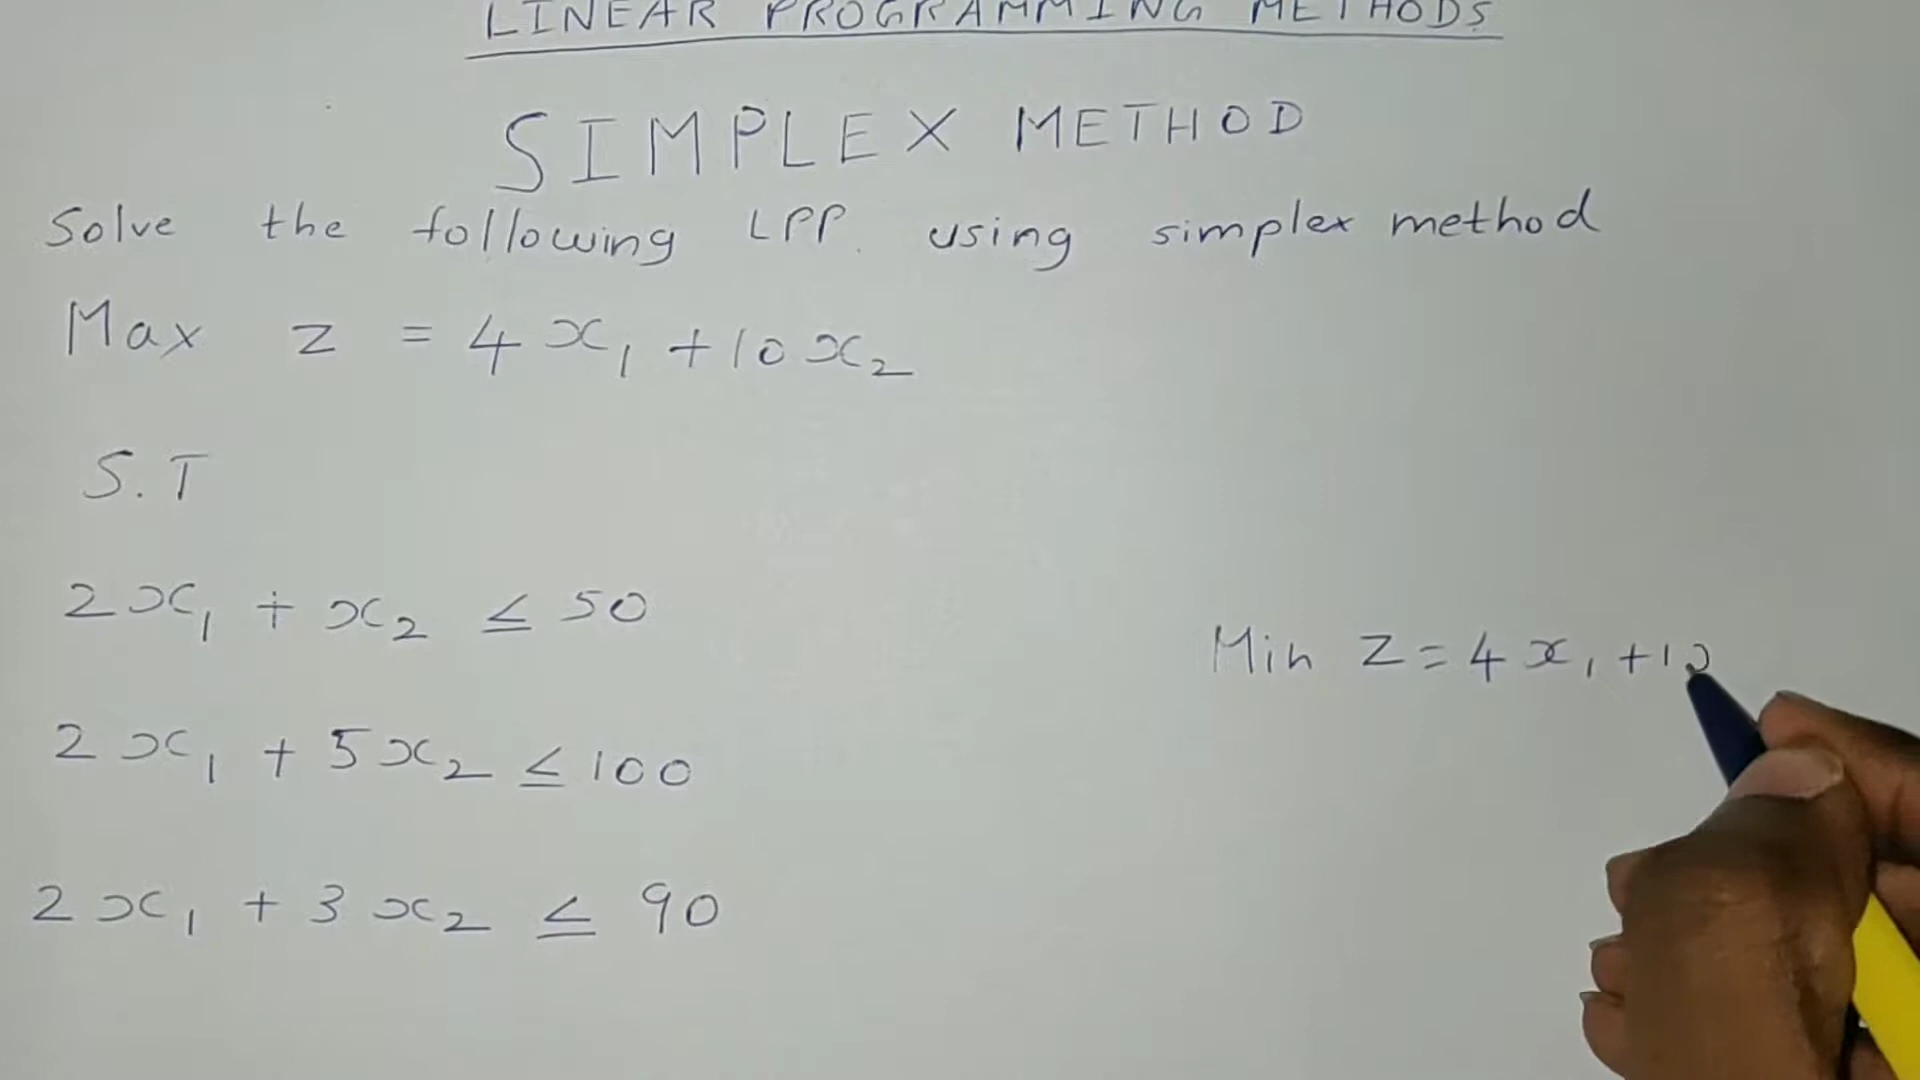 LINEAR PROGRAMMING METHODS
SIMPLEX METHOD
Solve the following LPP. using simplex method
Max z = 4x₁ + 10x₂
S.T
2x₁ + x₂ ≤ 50
Min Z = 4x₁ + 10
2x₁ + 5x₂ ≤ 100
2x₁ + 3x₂ ≤ 90